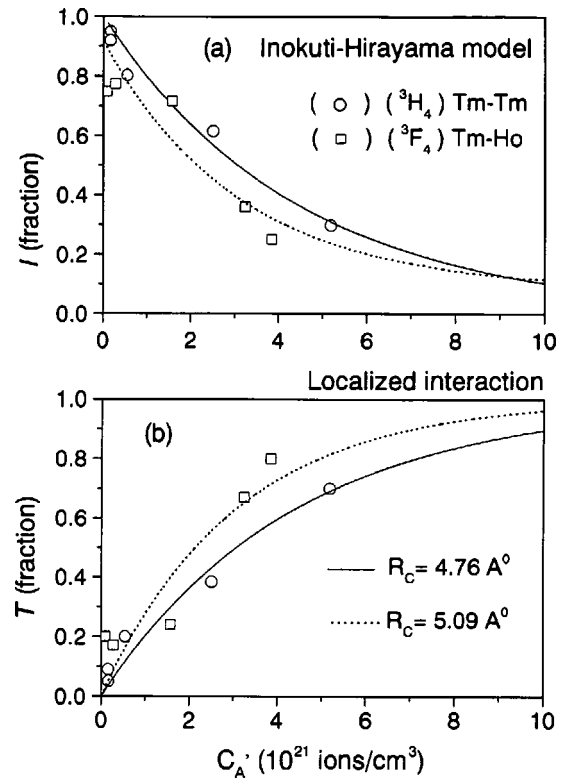 (a) Inokuti-Hirayama model
( ○ ) (³H₄) Tm-Tm
( □ ) (³F₄) Tm-Ho
1.0
0.8
0.6
0.4
0.2
0.0
I (fraction)
0 2 4 6 8 10
Localized interaction
(b)
1.0
0.8
0.6
0.4
0.2
0.0
T (fraction)
R_C= 4.76 A⁰
R_C= 5.09 A⁰
0 2 4 6 8 10
C_A' (10²¹ ions/cm³)